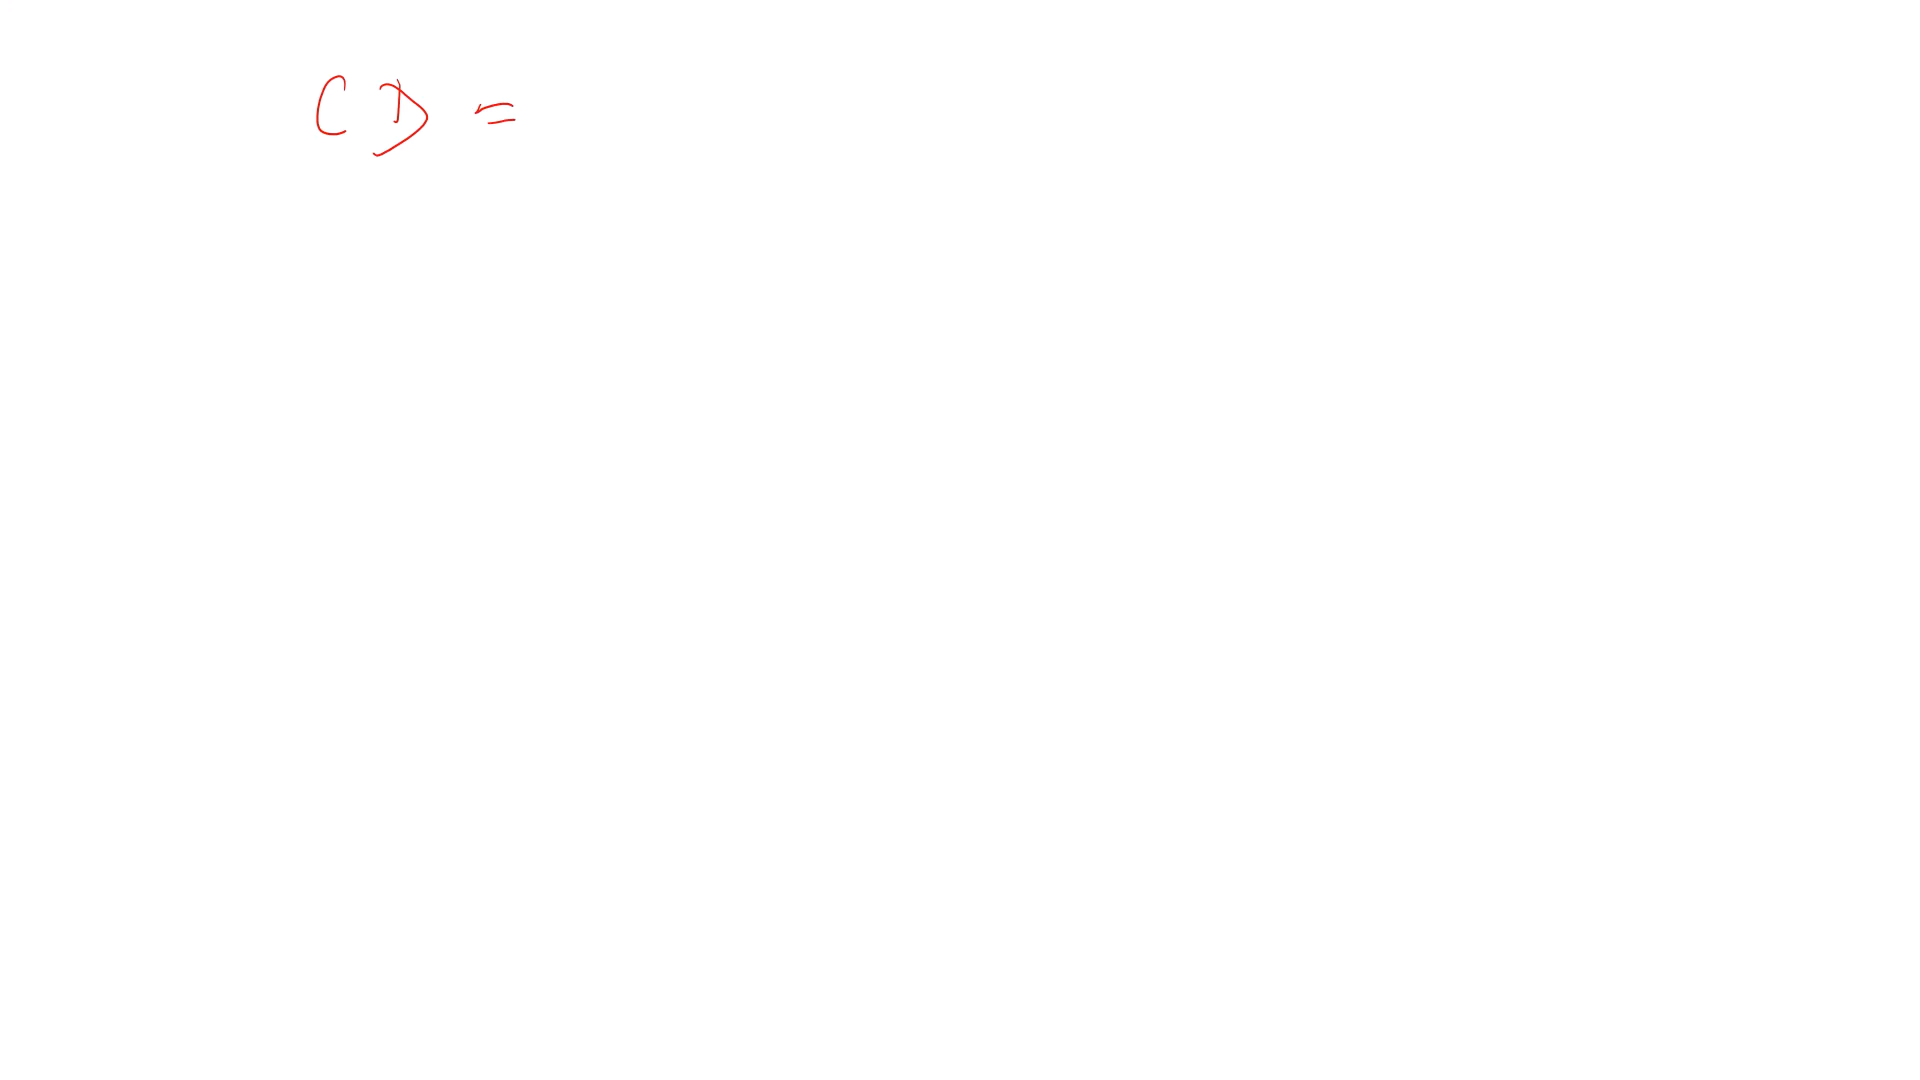 CD =